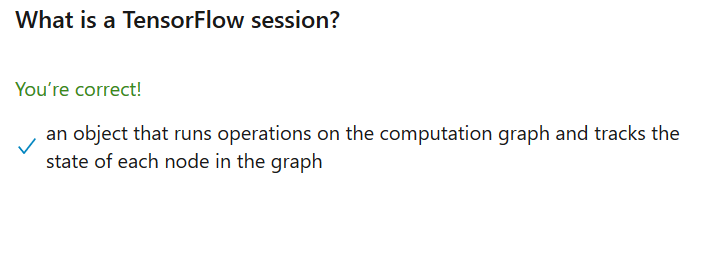 What is a TensorFlow session?
You’re correct!
an object that runs operations on the computation graph and tracks the
state of each node in the graph